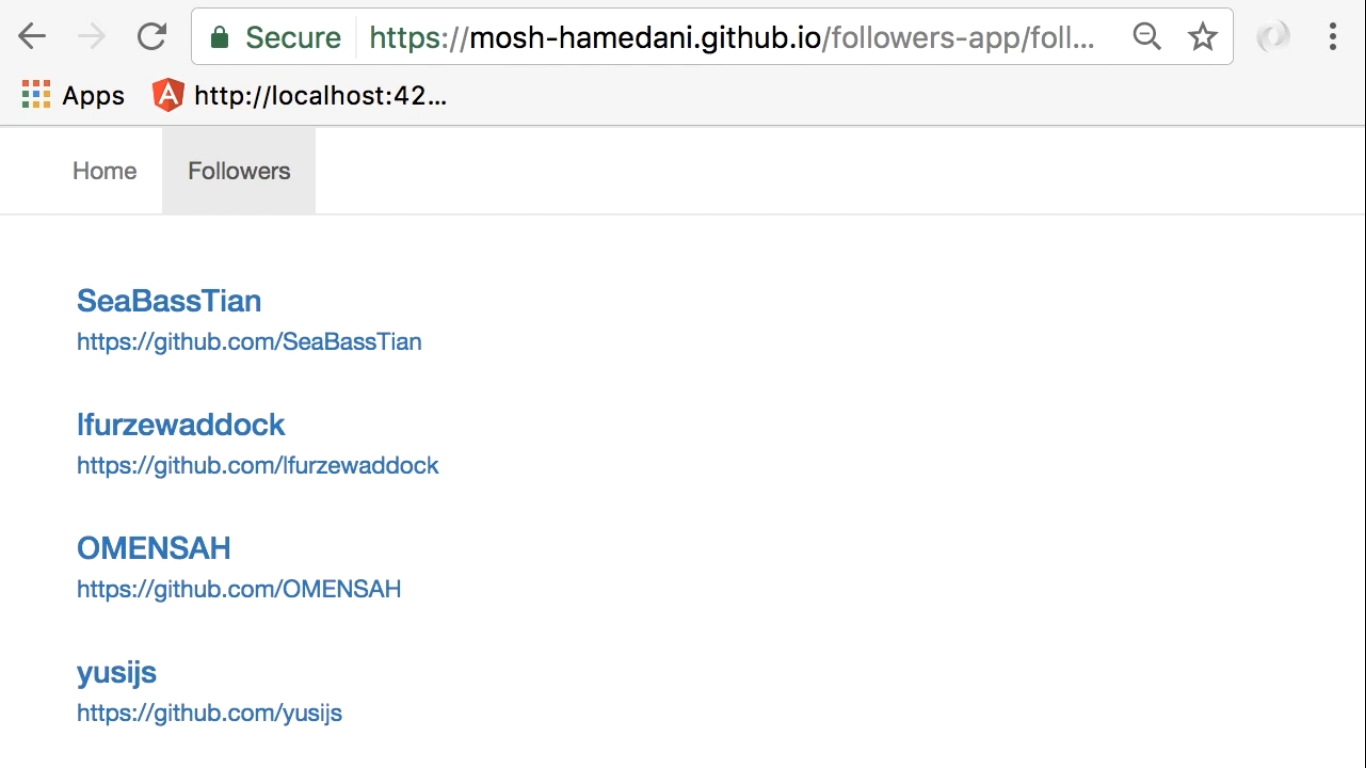 Secure https://mosh-hamedani.github.io/followers-app/foll...
Apps http://localhost:42...
Home Followers
SeaBassTian
https://github.com/SeaBassTian
lfurzewaddock
https://github.com/lfurzewaddock
OMENSAH
https://github.com/OMENSAH
yusijs
https://github.com/yusijs